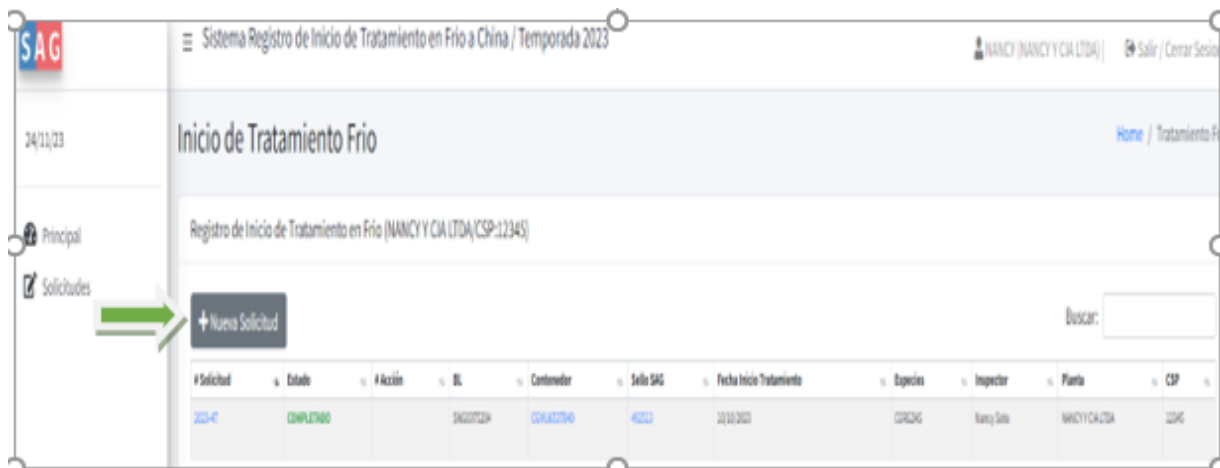 SAG
Sistema Registro de Inicio de Tratamiento en Frío a China / Temporada 2023
NANCY (NANCY Y CIA LTDA) |
Salir / Cerrar Sesio
24/11/23
Inicio de Tratamiento Frio
Home / Tratamiento F
Principal
Registro de Inicio de Tratamiento en Frio (NANCY Y CIA LTDA/CSP:12345)
Solicitudes
+ Nueva Solicitud
Buscar:
# Solicitud Estado # Acción BL Contenedor Sello SAG Fecha Inicio Tratamiento Especies Inspector Planta CSP
2023-47 COMPLETADO 10/10/2023 CEREZAS Nancy Soto NANCY Y CIA LTDA 12345